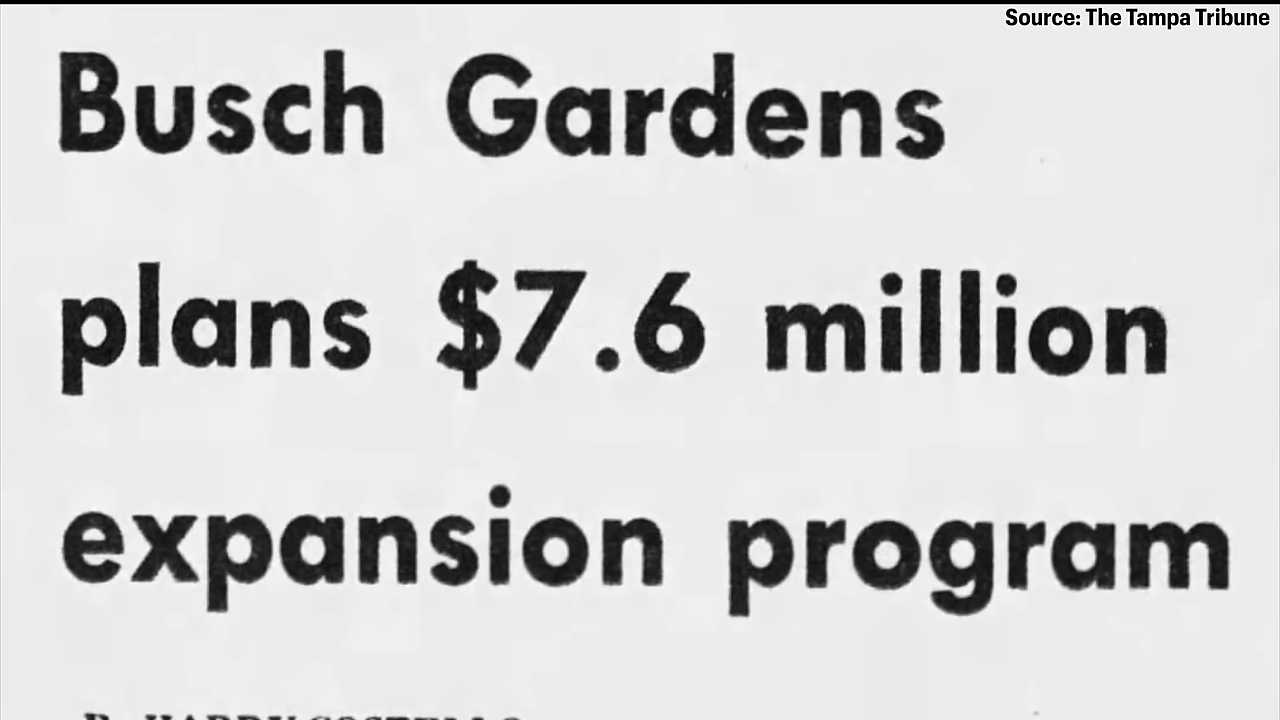 Source: The Tampa Tribune
Busch Gardens
plans $7.6 million
expansion program